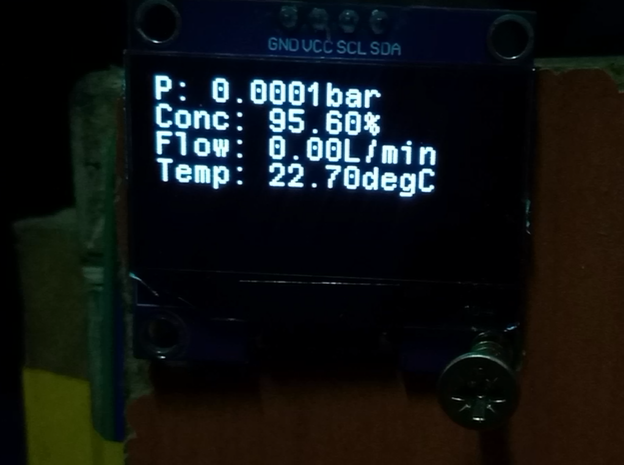 GND VCC SCL SDA
P: 0.0001bar
Conc: 95.60%
Flow: 0.00L/min
Temp: 22.70degC